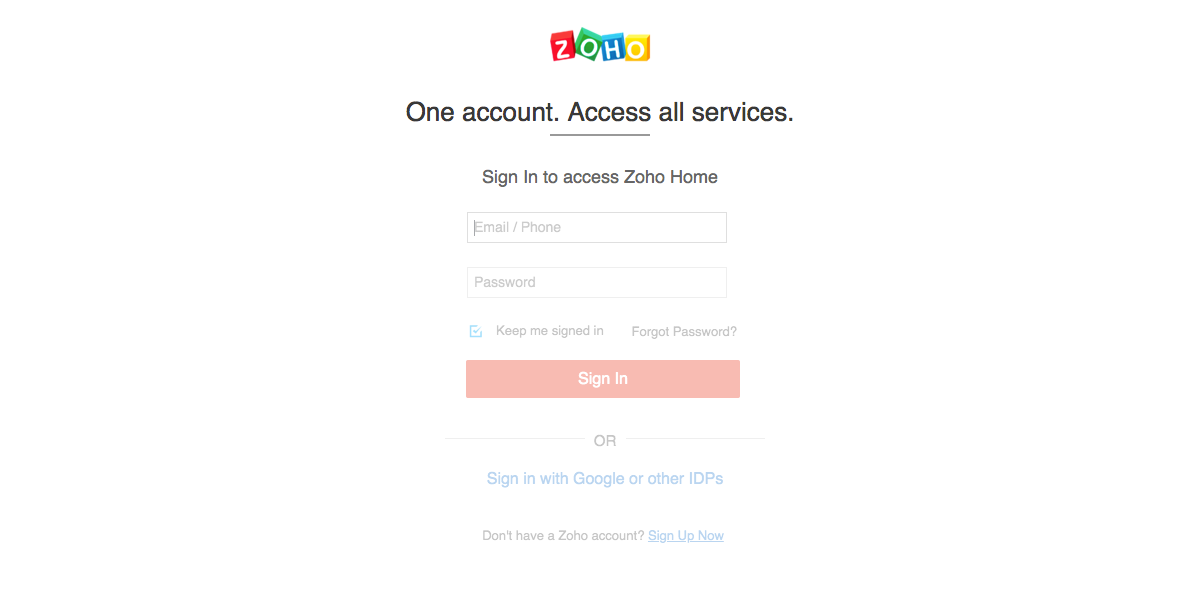 ZOHO
One account. Access all services.
Sign In to access Zoho Home
Email / Phone
Password
Keep me signed in Forgot Password?
Sign In
OR
Sign in with Google or other IDPs
Don't have a Zoho account? Sign Up Now